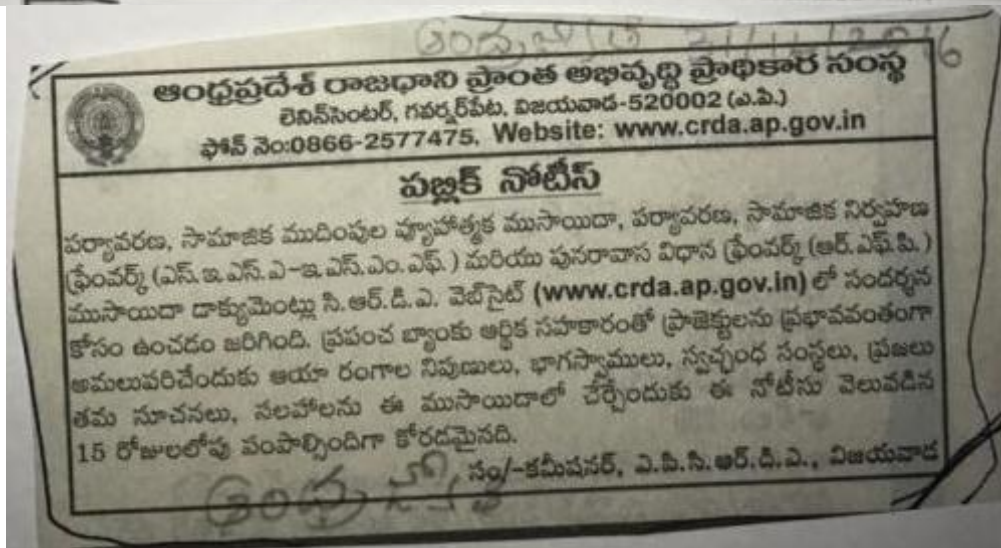 ఆంధ్రజ్యోతి
ఆంధ్రప్రదేశ్ రాజధాని ప్రాంత అభివృద్ధి ప్రాధికార సంస్థ
లెనిన్‌సెంటర్, గవర్నర్‌పేట, విజయవాడ-520002 (ఎ.పి.)
ఫోన్ నెం:0866-2577475, Website: www.crda.ap.gov.in
పబ్లిక్ నోటీస్
పర్యావరణ, సామాజిక మదింపుల వ్యూహాత్మక ముసాయిదా, పర్యావరణ, సామాజిక నిర్వహణ
ఫ్రేంవర్క్ (ఎస్.ఇ.ఎస్.ఎ-ఇ.ఎస్.ఎం.ఎఫ్.) మరియు పునరావాస విధాన ఫ్రేంవర్క్ (ఆర్.ఎఫ్.పి.)
ముసాయిదా డాక్యుమెంట్లు సి.ఆర్.డి.ఎ. వెబ్‌సైట్ (www.crda.ap.gov.in) లో సందర్శన
కోసం ఉంచడం జరిగింది. ప్రపంచ బ్యాంకు ఆర్థిక సహకారంతో ప్రాజెక్టులను ప్రభావవంతంగా
అమలుపరిచేందుకు ఆయా రంగాల నిపుణులు, భాగస్వాములు, స్వచ్ఛంధ సంస్థలు, ప్రజలు
తమ సూచనలు, సలహాలను ఈ ముసాయిదాలో చేర్చేందుకు ఈ నోటీసు వెలువడిన
15 రోజులలోపు పంపాల్సిందిగా కోరడమైనది.
సం/-కమీషనర్, ఎ.పి.సి.ఆర్.డి.ఎ., విజయవాడ
ఆంధ్రజ్యోతి